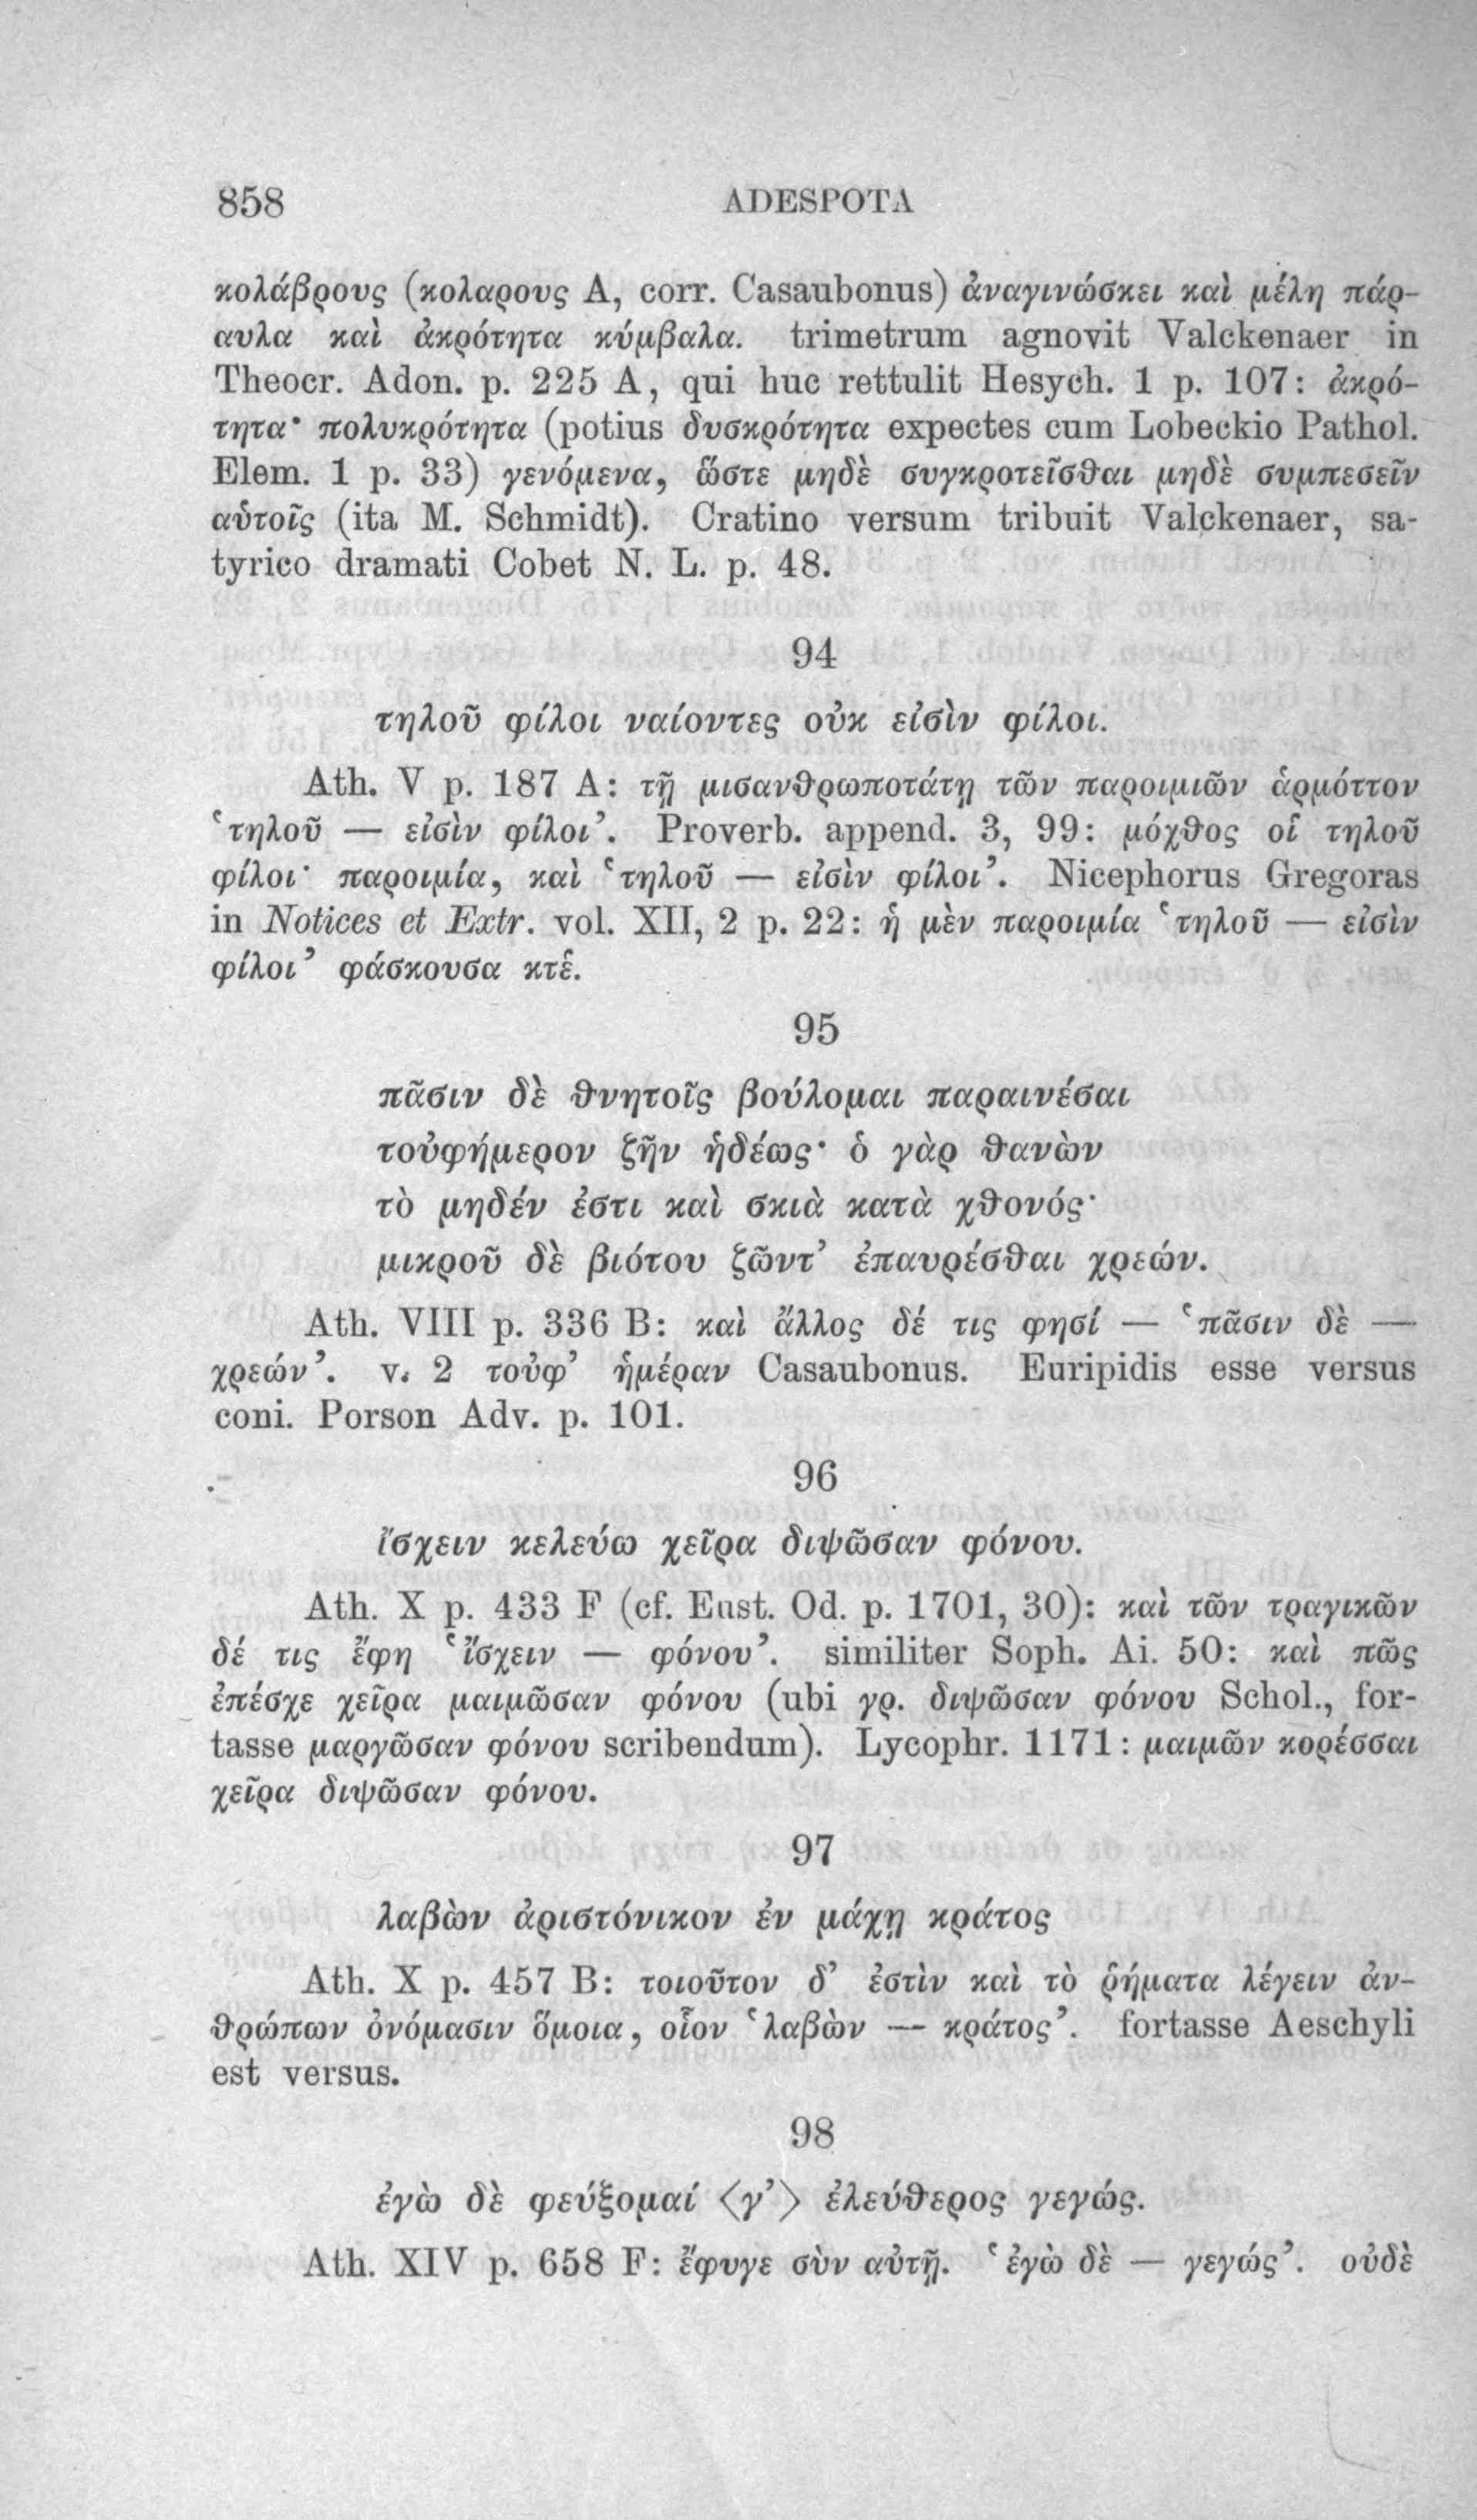 858 ADESPOTA
κολάβρους (κολαρους A, corr. Casaubonus) ἀναγινώσκει καὶ μέλη πάρ-
αυλα καὶ ἀκρότητα κύμβαλα. trimetrum agnovit Valckenaer in
Theocr. Adon. p. 225 A, qui huc rettulit Hesych. 1 p. 107: ἀκρό-
τητα· πολυκρότητα (potius δυσκρότητα expectes cum Lobeckio Pathol.
Elem. 1 p. 33) γενόμενα, ὥστε μηδὲ συγκροτεῖσθαι μηδὲ συμπεσεῖν
αὑτοῖς (ita M. Schmidt). Cratino versum tribuit Valckenaer, sa-
tyrico dramati Cobet N. L. p. 48.
94
τηλοῦ φίλοι ναίοντες οὐκ εἰσὶν φίλοι.
Ath. V p. 187 A: τῇ μισανθρωποτάτῃ τῶν παροιμιῶν ἁρμόττον
‘τηλοῦ — εἰσὶν φίλοι’. Proverb. append. 3, 99: μόχθος οἱ τηλοῦ
φίλοι· παροιμία, καὶ ‘τηλοῦ — εἰσὶν φίλοι’. Nicephorus Gregoras
in Notices et Extr. vol. XII, 2 p. 22: ἡ μὲν παροιμία ‘τηλοῦ — εἰσὶν
φίλοι’ φάσκουσα κτἑ.
95
πᾶσιν δὲ θνητοῖς βούλομαι παραινέσαι
τοὐφήμερον ζῆν ἡδέως· ὁ γὰρ θανὼν
τὸ μηδέν ἐστι καὶ σκιὰ κατὰ χθονός·
μικροῦ δὲ βιότου ζῶντ’ ἐπαυρέσθαι χρεών.
Ath. VIII p. 336 B: καὶ ἄλλος δέ τις φησί — ‘πᾶσιν δὲ —
χρεών’. v. 2 τοὐφ’ ἡμέραν Casaubonus. Euripidis esse versus
coni. Porson Adv. p. 101.
96
ἴσχειν κελεύω χεῖρα διψῶσαν φόνου.
Ath. X p. 433 F (cf. Eust. Od. p. 1701, 30): καὶ τῶν τραγικῶν
δέ τις ἔφη ‘ἴσχειν — φόνου’. similiter Soph. Ai. 50: καὶ πῶς
ἐπέσχε χεῖρα μαιμῶσαν φόνου (ubi γρ. διψῶσαν φόνου Schol., for-
tasse μαργῶσαν φόνου scribendum). Lycophr. 1171: μαιμῶν κορέσσαι
χεῖρα διψῶσαν φόνου.
97
λαβὼν ἀριστόνικον ἐν μάχῃ κράτος
Ath. X p. 457 B: τοιοῦτον δ’ ἐστὶν καὶ τὸ ῥήματα λέγειν ἀν-
θρώπων ὀνόμασιν ὅμοια, οἷον ‘λαβὼν — κράτος’. fortasse Aeschyli
est versus.
98
ἐγὼ δὲ φεύξομαί ⟨γ’⟩ ἐλεύθερος γεγώς.
Ath. XIV p. 658 F: ἔφυγε σὺν αὐτῇ. ‘ἐγὼ δὲ — γεγώς’. οὐδὲ